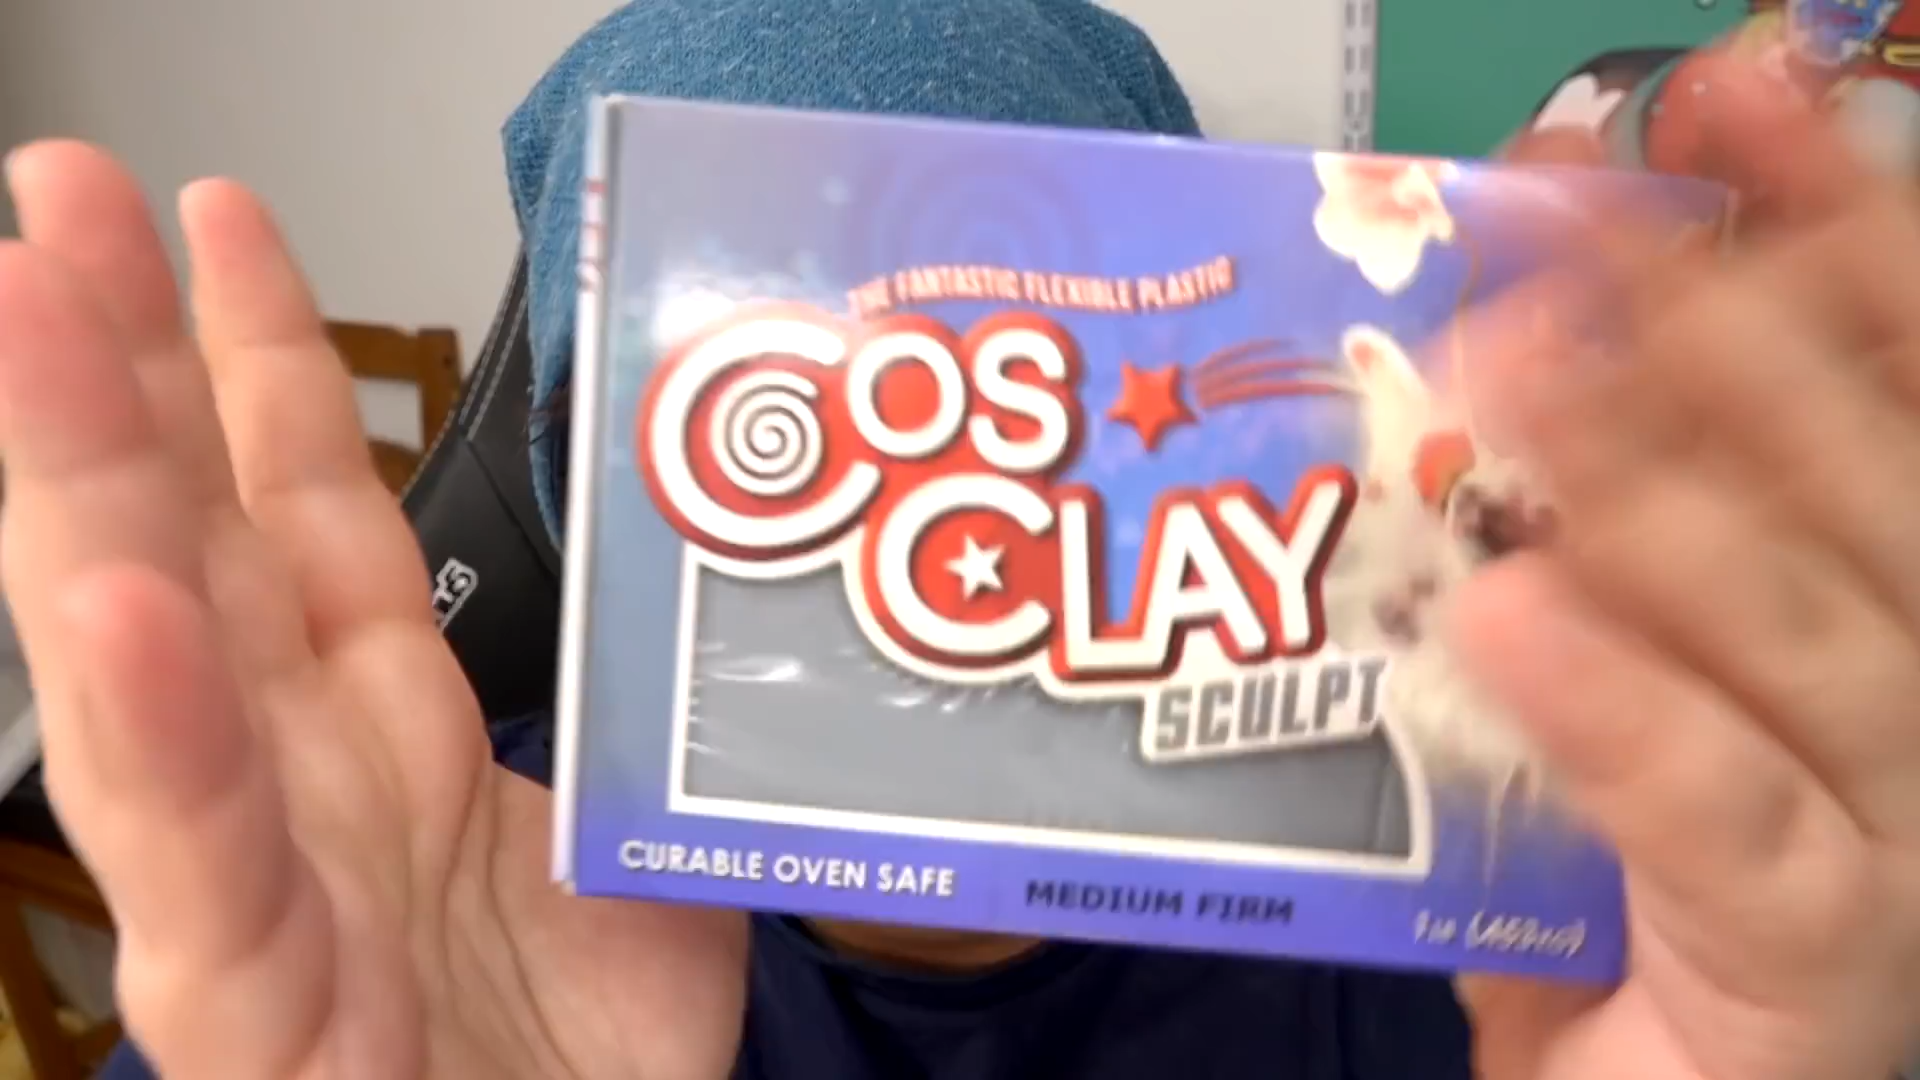 THE FANTASTIC FLEXIBLE PLASTIC
COS
CLAY
SCULPT
CURABLE OVEN SAFE
MEDIUM FIRM